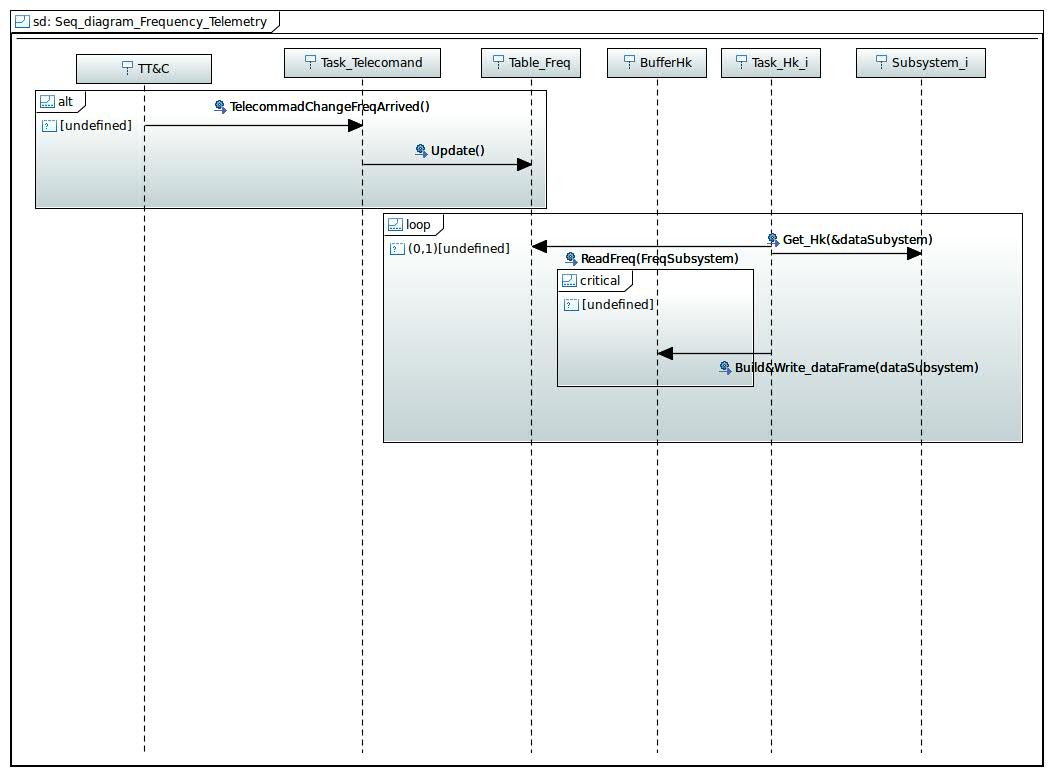 sd: Seq_diagram_Frequency_Telemetry
TT&C
Task_Telecomand
Table_Freq
BufferHk
Task_Hk_i
Subsystem_i
alt
TelecommadChangeFreqArrived()
[undefined]
Update()
loop
Get_Hk(&dataSubystem)
(0,1)[undefined]
ReadFreq(FreqSubsystem)
critical
[undefined]
Build&Write_dataFrame(dataSubsystem)